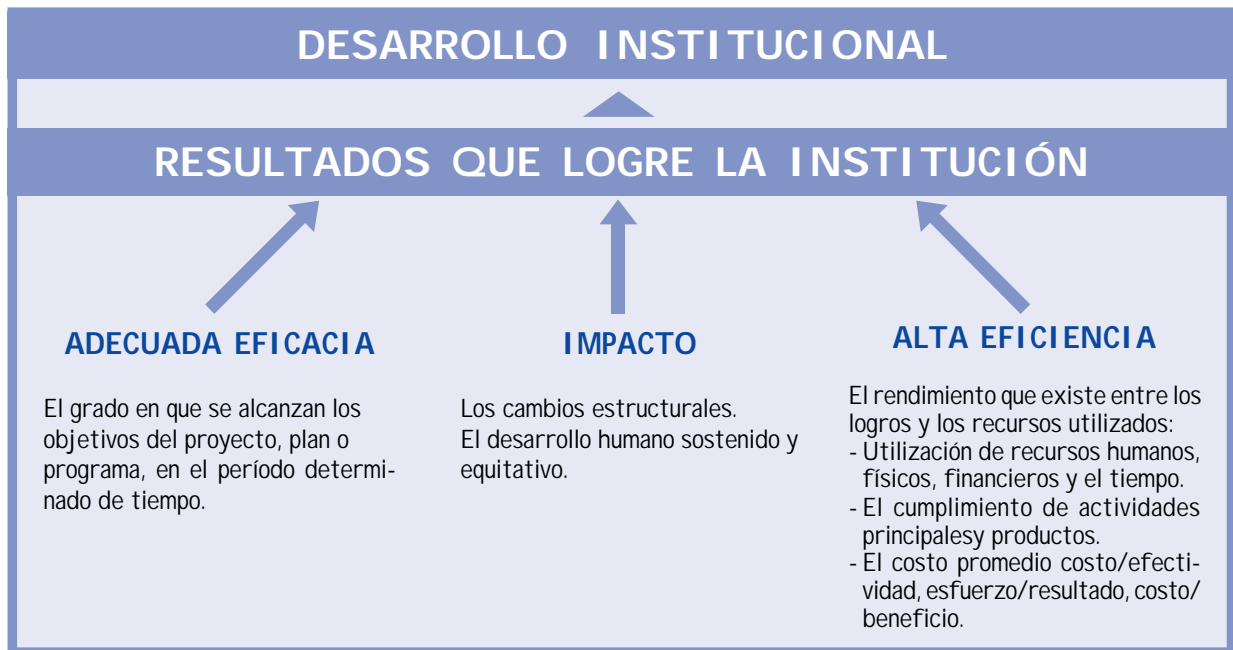 DESARROLLO INSTITUCIONAL
RESULTADOS QUE LOGRE LA INSTITUCIÓN
ADECUADA EFICACIA
El grado en que se alcanzan los
objetivos del proyecto, plan o
programa, en el período determi-
nado de tiempo.
IMPACTO
Los cambios estructurales.
El desarrollo humano sostenido y
equitativo.
ALTA EFICIENCIA
El rendimiento que existe entre los
logros y los recursos utilizados:
- Utilización de recursos humanos,
físicos, financieros y el tiempo.
- El cumplimiento de actividades
principalesy productos.
- El costo promedio costo/efecti-
vidad, esfuerzo/resultado, costo/
beneficio.